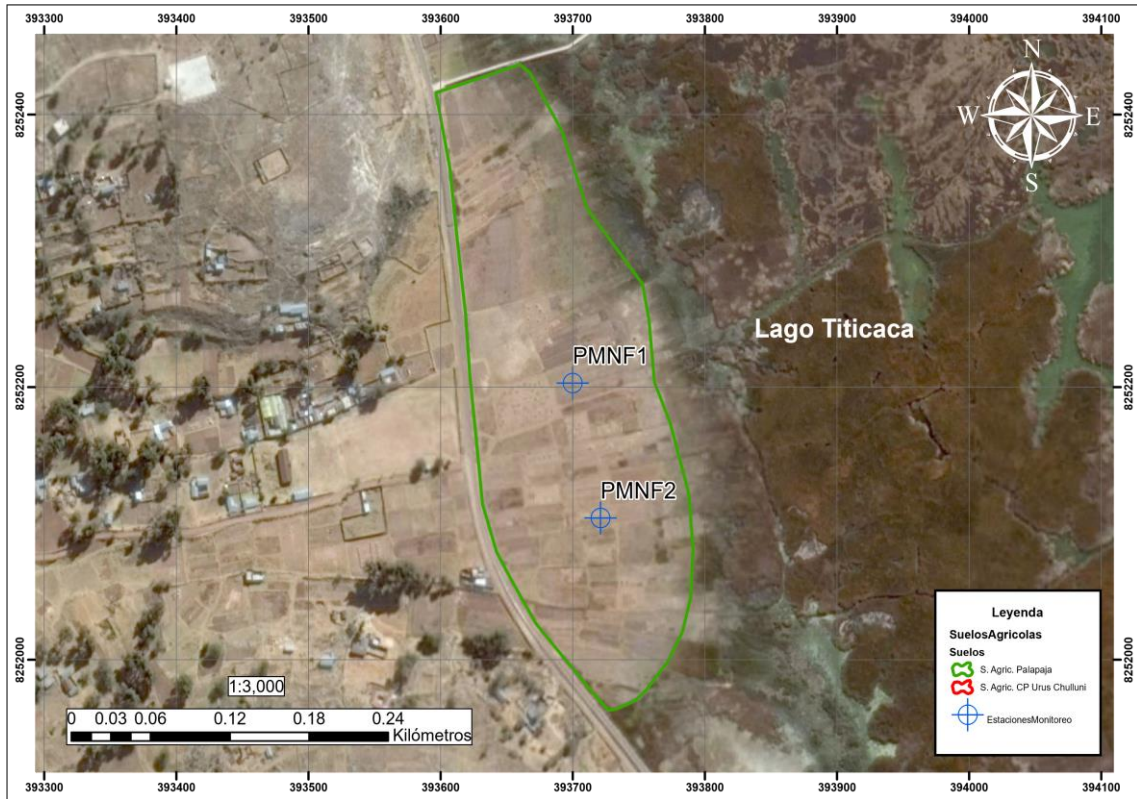 393300 393400 393500 393600 393700 393800 393900 394000 394100
N
W E
S
8252400 8252400
Lago Titicaca
PMNF1
8252200 8252200
PMNF2
8252000 8252000
Leyenda
SuelosAgricolas
Suelos
S. Agric. Palapaja
S. Agric. CP Urus Chulluni
EstacionesMonitoreo
1:3,000
0 0.03 0.06 0.12 0.18 0.24
Kilómetros
393300 393400 393500 393600 393700 393800 393900 394000 394100